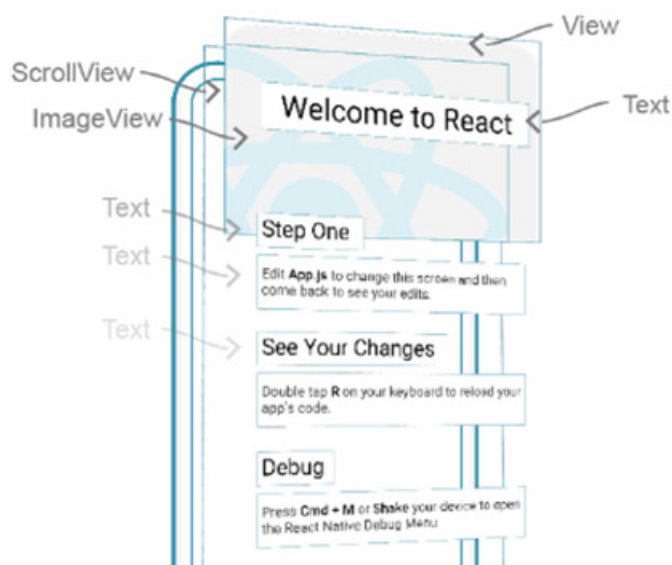 View
ScrollView
ImageView
Welcome to React
Text
Text
Step One
Text
Edit App.js to change this screen and then
come back to see your edits.
Text
See Your Changes
Double tap R on your keyboard to reload your
app's code.
Debug
Press Cmd + M or Shake your device to open
the React Native Debug Menu